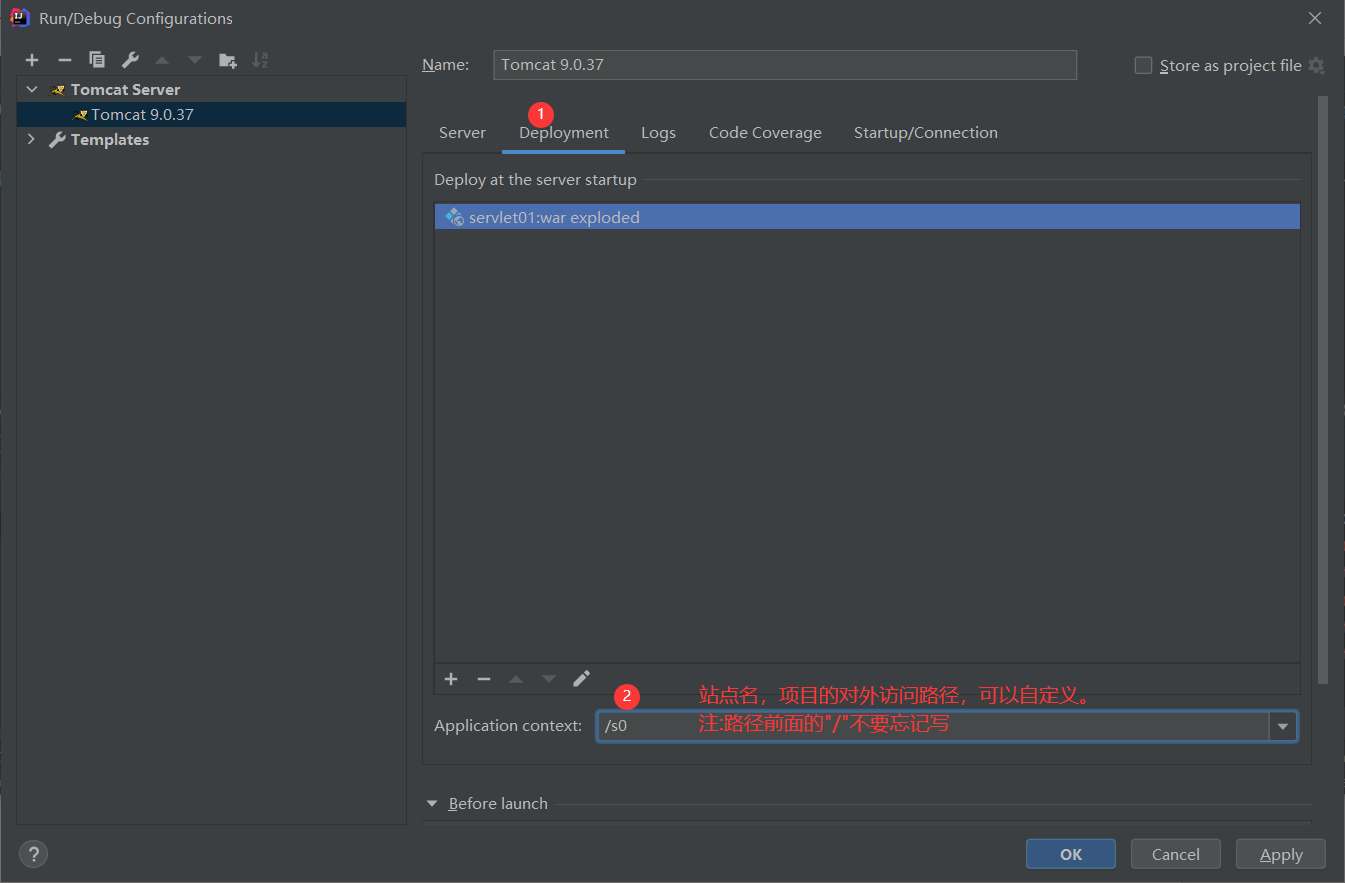 Run/Debug Configurations
Tomcat Server
Tomcat 9.0.37
Templates
Name: Tomcat 9.0.37
Store as project file
1
Server Deployment Logs Code Coverage Startup/Connection
Deploy at the server startup
servlet01:war exploded
2
站点名，项目的对外访问路径，可以自定义。
Application context: /s0
注:路径前面的"/"不要忘记写
Before launch
?
OK Cancel Apply